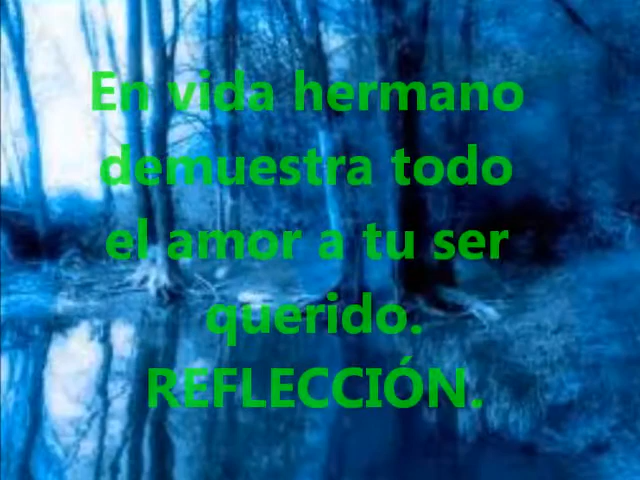 En vida hermano
demuestra todo
el amor a tu ser
querido.
REFLECCIÓN.